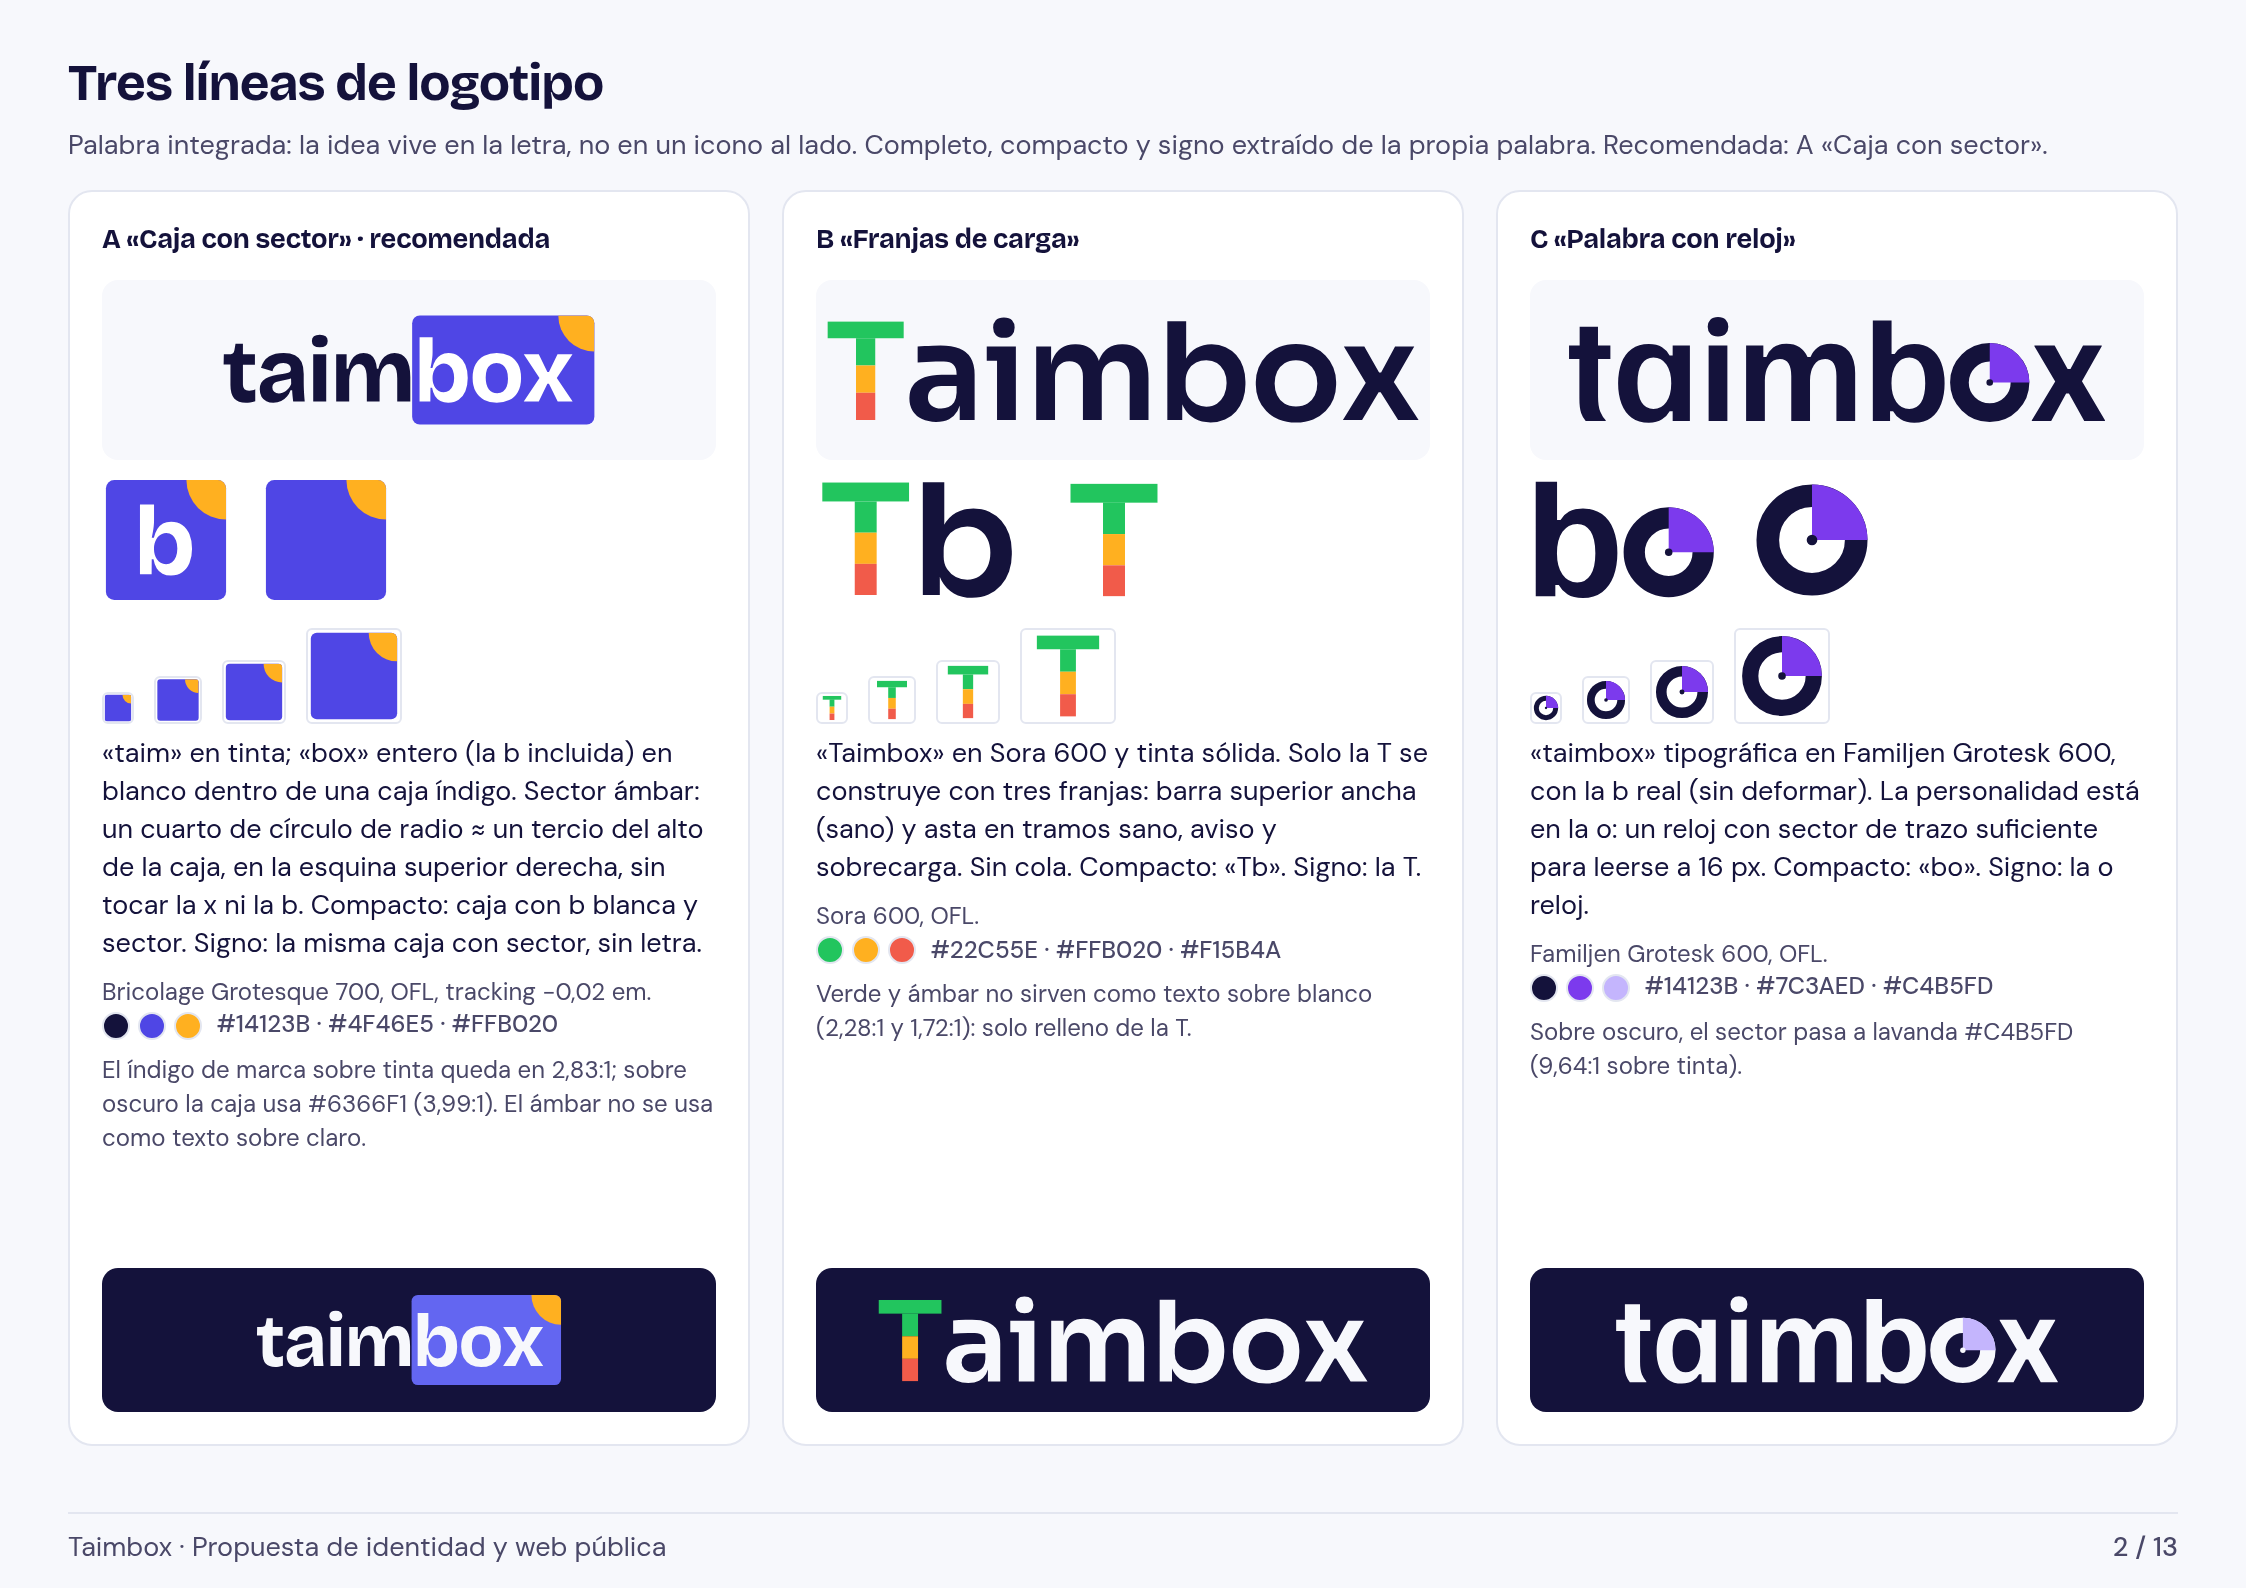 Tres líneas de logotipo
Palabra integrada: la idea vive en la letra, no en un icono al lado. Completo, compacto y signo extraído de la propia palabra. Recomendada: A «Caja con sector».
A «Caja con sector» · recomendada
taimbox
b
«taim» en tinta; «box» entero (la b incluida) en
blanco dentro de una caja índigo. Sector ámbar:
un cuarto de círculo de radio ≈ un tercio del alto
de la caja, en la esquina superior derecha, sin
tocar la x ni la b. Compacto: caja con b blanca y
sector. Signo: la misma caja con sector, sin letra.
Bricolage Grotesque 700, OFL, tracking −0,02 em.
#14123B · #4F46E5 · #FFB020
El índigo de marca sobre tinta queda en 2,83:1; sobre
oscuro la caja usa #6366F1 (3,99:1). El ámbar no se usa
como texto sobre claro.
taimbox
B «Franjas de carga»
Taimbox
Tb T
T T T T
«Taimbox» en Sora 600 y tinta sólida. Solo la T se
construye con tres franjas: barra superior ancha
(sano) y asta en tramos sano, aviso y
sobrecarga. Sin cola. Compacto: «Tb». Signo: la T.
Sora 600, OFL.
#22C55E · #FFB020 · #F15B4A
Verde y ámbar no sirven como texto sobre blanco
(2,28:1 y 1,72:1): solo relleno de la T.
Taimbox
C «Palabra con reloj»
taimbox
bo
«taimbox» tipográfica en Familjen Grotesk 600,
con la b real (sin deformar). La personalidad está
en la o: un reloj con sector de trazo suficiente
para leerse a 16 px. Compacto: «bo». Signo: la o
reloj.
Familjen Grotesk 600, OFL.
#14123B · #7C3AED · #C4B5FD
Sobre oscuro, el sector pasa a lavanda #C4B5FD
(9,64:1 sobre tinta).
taimbox
Taimbox · Propuesta de identidad y web pública
2 / 13